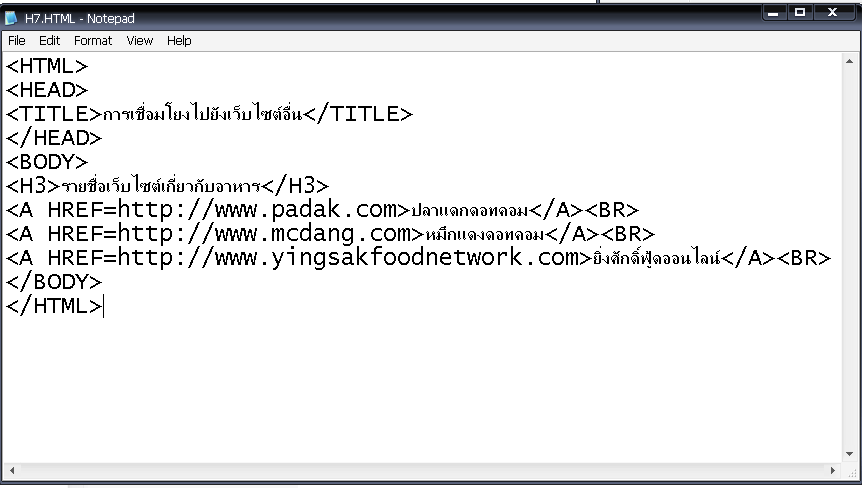 H7.HTML - Notepad
File Edit Format View Help
<HTML>
<HEAD>
<TITLE>การเชื่อมโยงไปยังเว็บไซต์อื่น</TITLE>
</HEAD>
<BODY>
<H3>รายชื่อเว็บไซต์เกี่ยวกับอาหาร</H3>
<A HREF=http://www.padak.com>ปลาแดกดอทคอม</A><BR>
<A HREF=http://www.mcdang.com>หมึกแดงดอทคอม</A><BR>
<A HREF=http://www.yingsakfoodnetwork.com>ยิ่งศักดิ์ฟู้ดออนไลน์</A><BR>
</BODY>
</HTML>